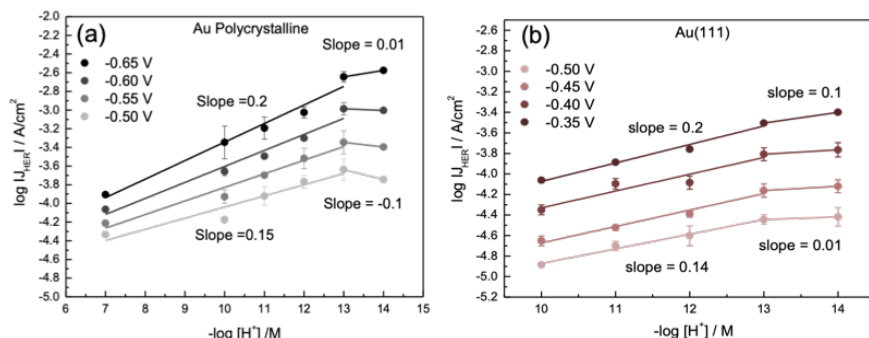 (a)
Au Polycrystalline
-0.65 V
-0.60 V
-0.55 V
-0.50 V
Slope = 0.01
Slope =0.2
Slope =0.15
Slope = -0.1
log |J_HER| / A/cm²
-2.0
-2.2
-2.4
-2.6
-2.8
-3.0
-3.2
-3.4
-3.6
-3.8
-4.0
-4.2
-4.4
-4.6
-4.8
-5.0
6 7 8 9 10 11 12 13 14 15
-log [H⁺] /M
(b)
Au(111)
-0.50 V
-0.45 V
-0.40 V
-0.35 V
slope = 0.1
slope = 0.2
slope = 0.01
slope = 0.14
log |J_HER| / A/cm²
-2.4
-2.6
-2.8
-3.0
-3.2
-3.4
-3.6
-3.8
-4.0
-4.2
-4.4
-4.6
-4.8
-5.0
-5.2
10 11 12 13 14
-log [H⁺] / M